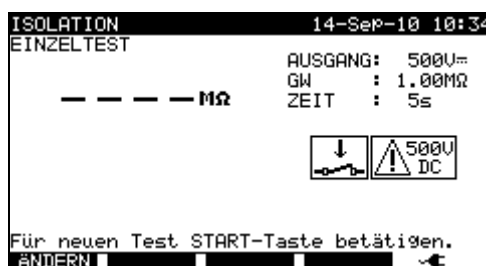 ISOLATION 14-Sep-10 10:34
EINZELTEST
AUSGANG: 500V⎓
GW : 1.00MΩ
– – – – MΩ ZEIT : 5s
500V
DC
Für neuen Test START-Taste betätigen.
ÄNDERN